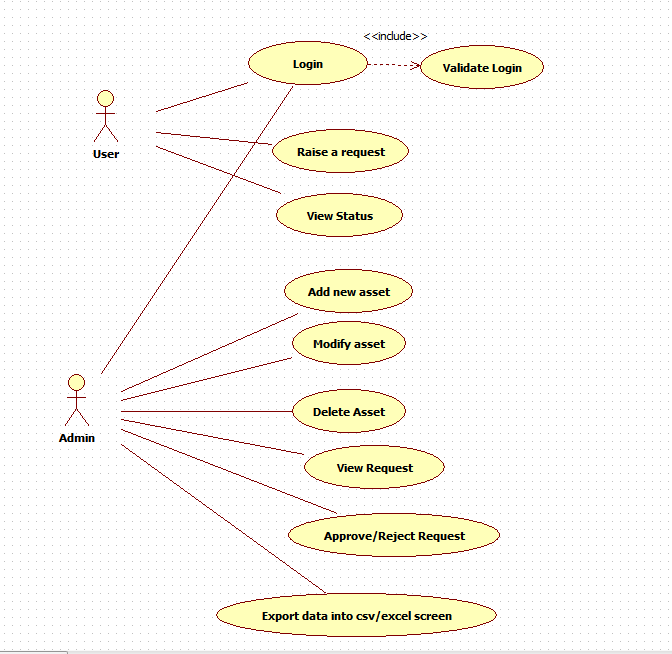 <<include>>
Login
Validate Login
User
Raise a request
View Status
Add new asset
Modify asset
Admin
Delete Asset
View Request
Approve/Reject Request
Export data into csv/excel screen